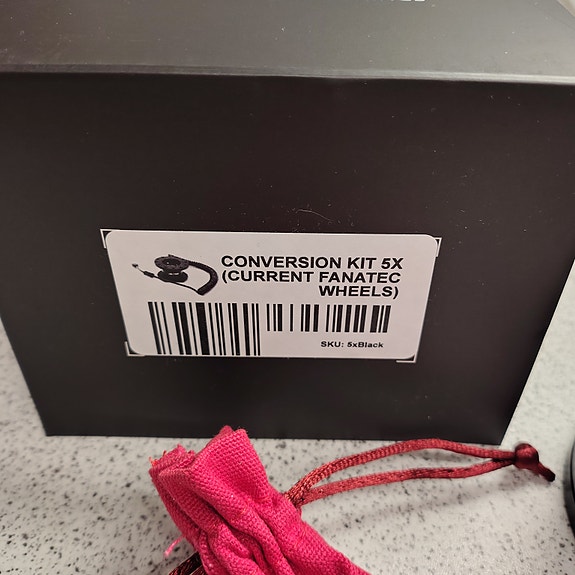 CONVERSION KIT 5X
(CURRENT FANATEC
WHEELS)
SKU: 5xBlack